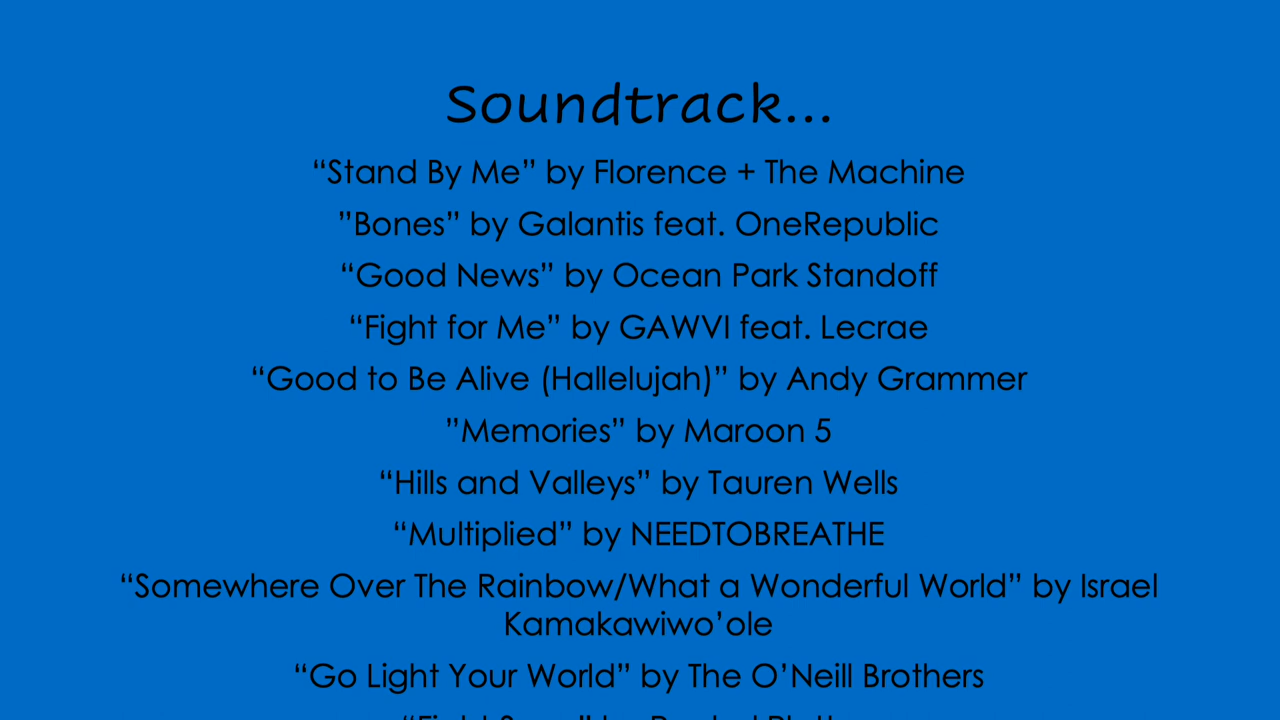 Soundtrack...
“Stand By Me” by Florence + The Machine
”Bones” by Galantis feat. OneRepublic
“Good News” by Ocean Park Standoff
“Fight for Me” by GAWVI feat. Lecrae
“Good to Be Alive (Hallelujah)” by Andy Grammer
”Memories” by Maroon 5
“Hills and Valleys” by Tauren Wells
“Multiplied” by NEEDTOBREATHE
“Somewhere Over The Rainbow/What a Wonderful World” by Israel
Kamakawiwo’ole
“Go Light Your World” by The O’Neill Brothers